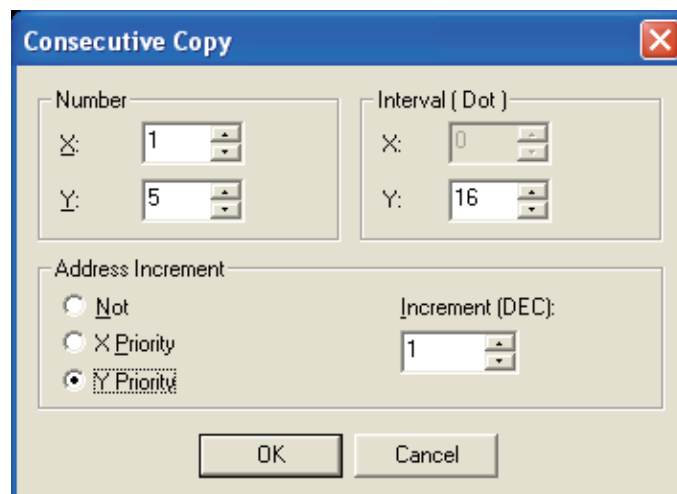 Consecutive Copy
Number
X: 1
Y: 5
Interval ( Dot )
X: 0
Y: 16
Address Increment
Not
X Priority
Y Priority
Increment (DEC):
1
OK
Cancel